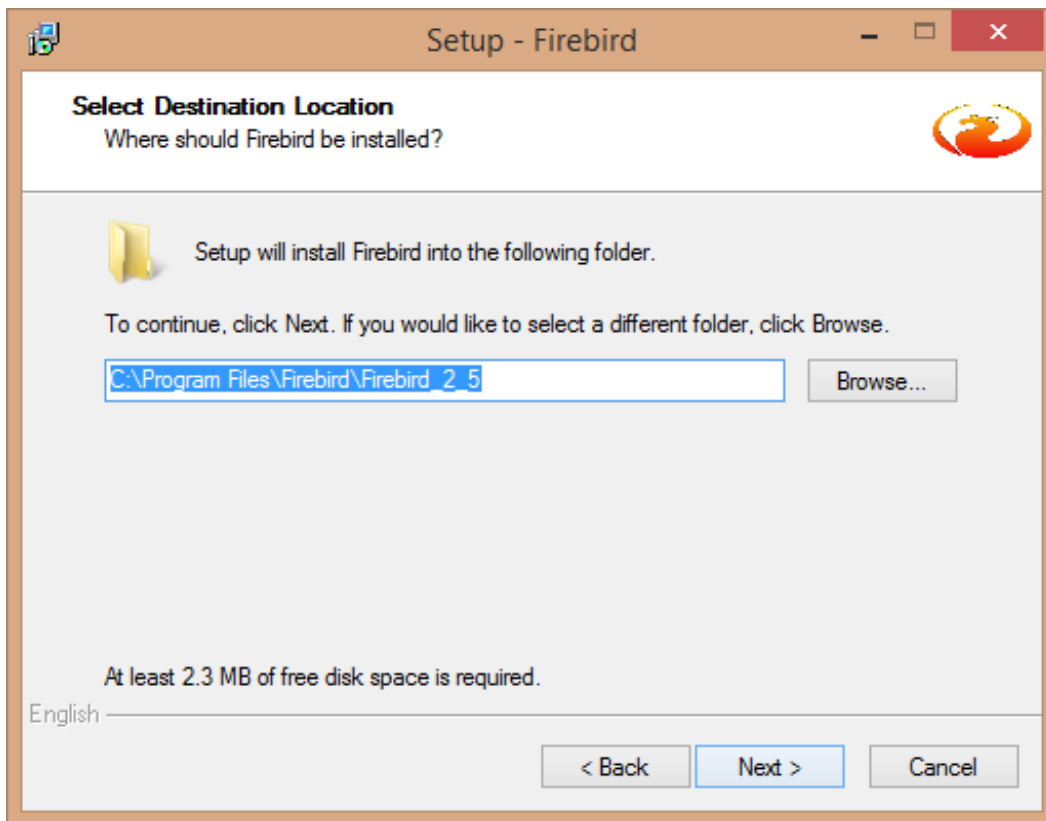 Setup - Firebird
Select Destination Location
Where should Firebird be installed?
Setup will install Firebird into the following folder.
To continue, click Next. If you would like to select a different folder, click Browse.
C:\Program Files\Firebird\Firebird_2_5
Browse...
At least 2.3 MB of free disk space is required.
English
< Back
Next >
Cancel